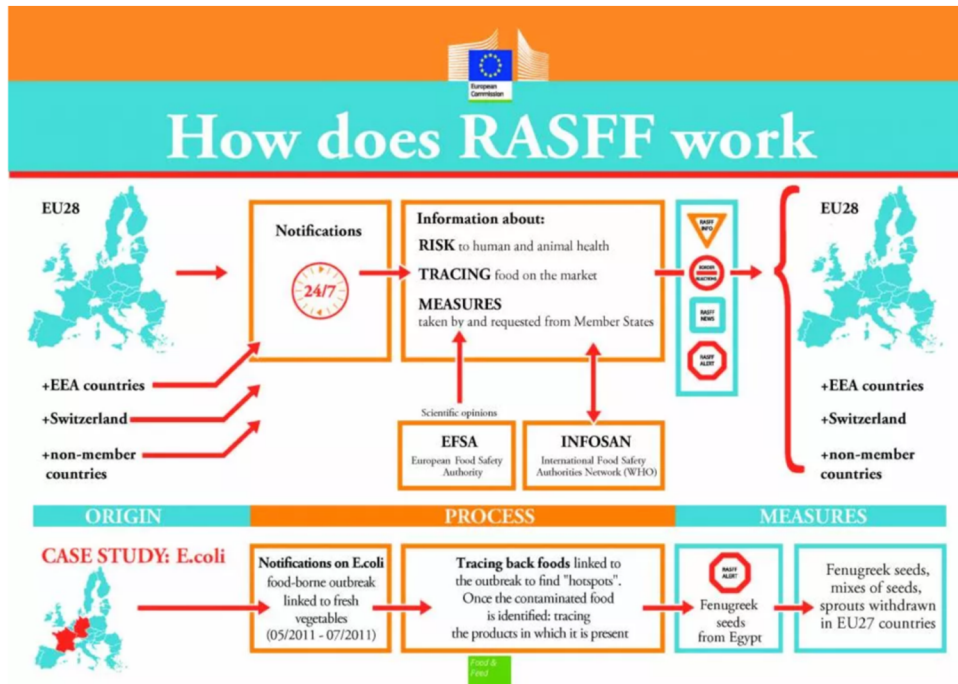 European
Commission
How does RASFF work
EU28
+EEA countries
+Switzerland
+non-member
countries
Notifications
24/7
Information about:
RISK to human and animal health
TRACING food on the market
MEASURES
taken by and requested from Member States
Scientific opinions
EFSA
European Food Safety
Authority
INFOSAN
International Food Safety
Authorities Network (WHO)
RASFF
INFO
BORDER
REJECTIONS
RASFF
NEWS
RASFF
ALERT
EU28
+EEA countries
+Switzerland
+non-member
countries
ORIGIN
PROCESS
MEASURES
CASE STUDY: E.coli
Notifications on E.coli
food-borne outbreak
linked to fresh
vegetables
(05/2011 - 07/2011)
Tracing back foods linked to
the outbreak to find "hotspots".
Once the contaminated food
is identified: tracing
the products in which it is present
RASFF
ALERT
Fenugreek
seeds
from Egypt
Fenugreek seeds,
mixes of seeds,
sprouts withdrawn
in EU27 countries
Food &
Feed